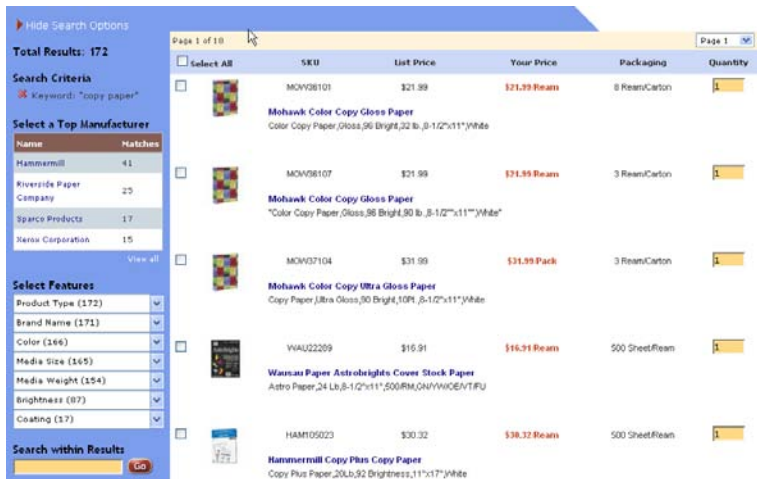 Hide Search Options
Total Results: 172
Search Criteria
Keyword: "copy paper"
Select a Top Manufacturer
Name Matches
Hammermill 41
Riverside Paper Company 25
Sparco Products 17
Xerox Corporation 15
View all
Select Features
Product Type (172)
Brand Name (171)
Color (166)
Media Size (165)
Media Weight (154)
Brightness (87)
Coating (17)
Search within Results
Go
Page 1 of 18 Page 1
Select All SKU List Price Your Price Packaging Quantity
MOW36101 $21.99 $21.99 Ream 8 Ream/Carton 1
Mohawk Color Copy Gloss Paper
Color Copy Paper,Gloss,96 Bright,32 lb.,8-1/2"x11",White
MOW36107 $21.99 $21.99 Ream 3 Ream/Carton 1
Mohawk Color Copy Gloss Paper
"Color Copy Paper,Gloss,96 Bright,90 lb.,8-1/2""x11"",White"
MOW37104 $31.99 $31.99 Pack 3 Ream/Carton 1
Mohawk Color Copy Ultra Gloss Paper
Copy Paper,Ultra Gloss,90 Bright,10Pt.,8-1/2"x11",White
WAU22289 $16.91 $16.91 Ream 500 Sheet/Ream 1
Wausau Paper Astrobrights Cover Stock Paper
Astro Paper,24 Lb,8-1/2"x11",500/RM,GN/YW/OE/VT/FU
HAM105023 $30.32 $30.32 Ream 500 Sheet/Ream 1
Hammermill Copy Plus Copy Paper
Copy Plus Paper,20Lb,92 Brightness,11"x17",White